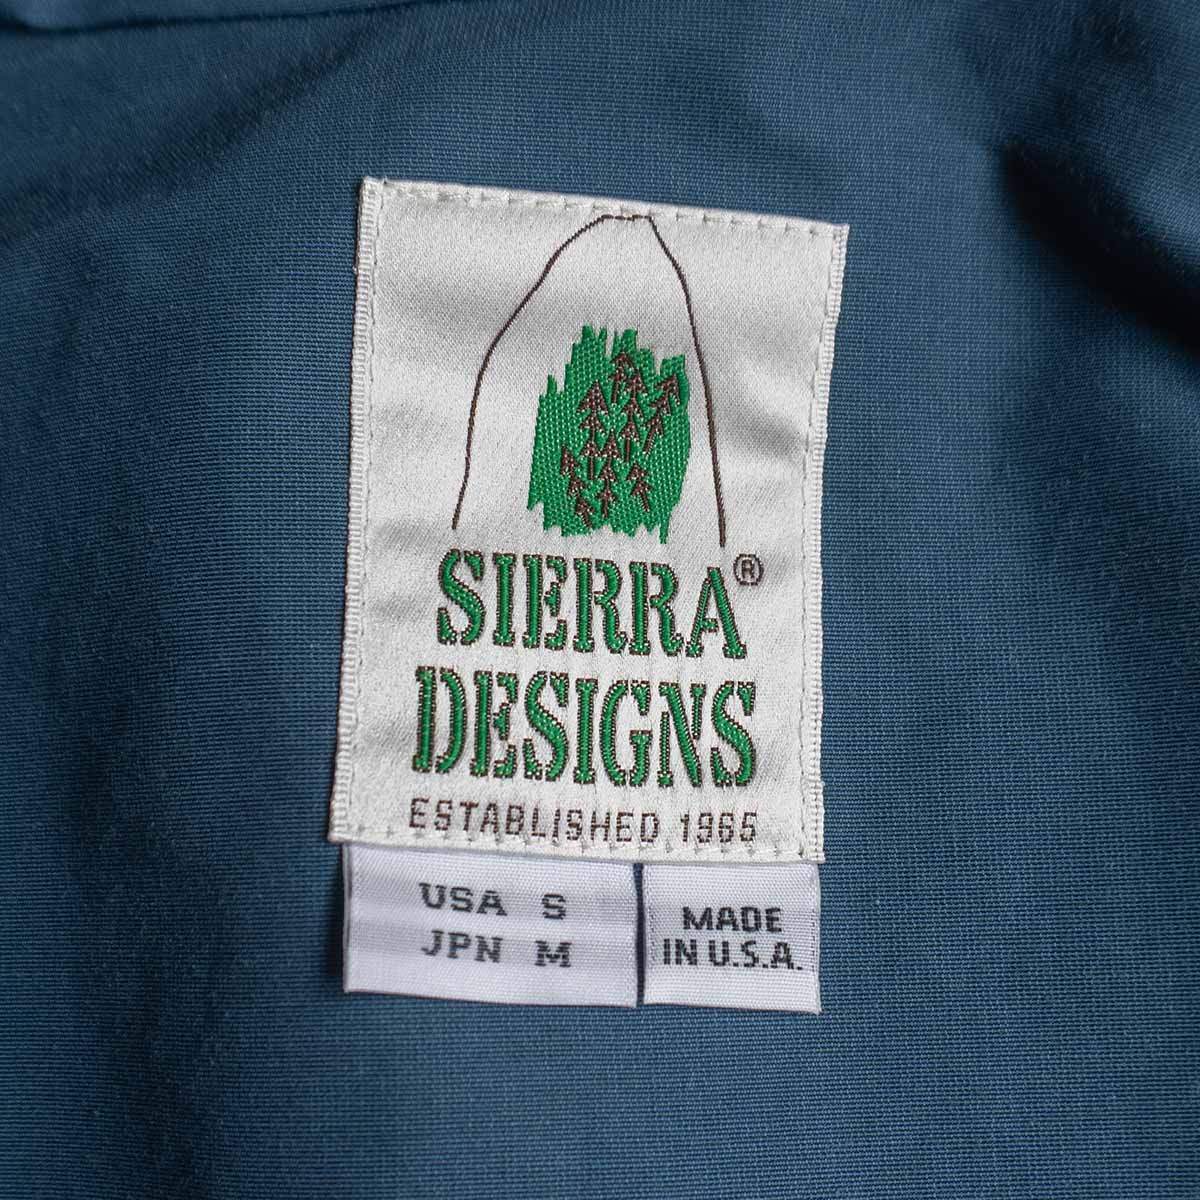 SIERRA®
DESIGNS
ESTABLISHED 1965
USA S
JPN M
MADE
IN U.S.A.